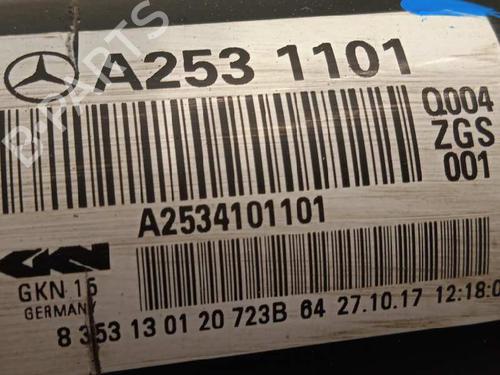 A253 1101
Q004
ZGS
001
A2534101101
GKN
GKN 15
GERMANY
8 353 13 01 20 723B 64 27.10.17 12:18:0
B-PARTS